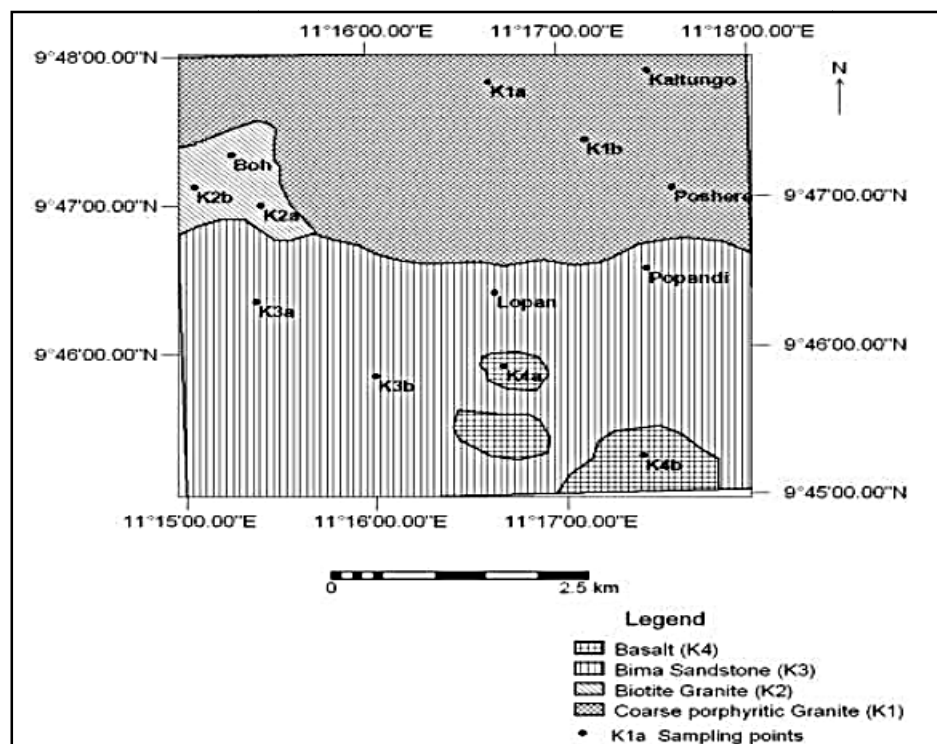 11°16'00.00"E 11°17'00.00"E 11°18'00.00"E
9°48'00.00"N
N
Kaltungo
K1a
K1b
Boh
K2b
Poshere
9°47'00.00"N
9°47'00.00"N
K2a
Popandi
Lopan
K3a
9°46'00.00"N
9°46'00.00"N
K4a
K3b
K4b
9°45'00.00"N
11°15'00.00"E 11°16'00.00"E 11°17'00.00"E
0 2.5 km
Legend
Basalt (K4)
Bima Sandstone (K3)
Biotite Granite (K2)
Coarse porphyritic Granite (K1)
K1a Sampling points